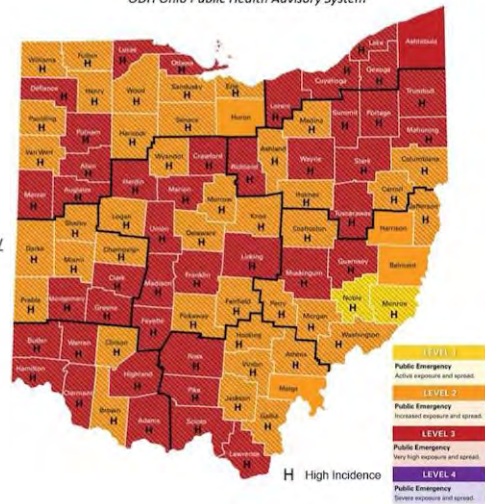 ODH Ohio Public Health Advisory System
Williams H
Fulton H
Lucas H
Ottawa H
Lake H
Ashtabula
Geauga H
Cuyahoga H
Defiance H
Henry H
Wood H
Sandusky H
Erie H
Lorain H
Trumbull H
Paulding H
Seneca H
Huron
Medina H
Summit H
Portage H
Mahoning H
Putnam H
Hancock H
Van Wert H
Allen H
Wyandot H
Crawford H
Richland H
Ashland H
Wayne H
Stark H
Columbiana H
Mercer H
Auglaize H
Hardin H
Marion H
Morrow H
Holmes H
Carroll H
Jefferson H
Tuscarawas H
Shelby H
Logan H
Union H
Delaware H
Knox H
Coshocton H
Harrison
Darke H
Miami H
Champaign H
Licking H
Muskingum H
Guernsey H
Belmont
Clark H
Madison H
Franklin H
Preble H
Montgomery H
Greene H
Pickaway H
Fairfield H
Perry H
Morgan H
Noble H
Monroe H
Fayette H
Washington H
Butler H
Warren H
Clinton H
Ross H
Hocking H
Athens H
Hamilton H
Clermont H
Highland H
Vinton H
Meigs
Brown H
Adams H
Jackson H
Gallia H
Scioto H
Lawrence H
LEVEL 1
Public Emergency
Active exposure and spread.
LEVEL 2
Public Emergency
Increased exposure and spread.
LEVEL 3
Public Emergency
Very high exposure and spread.
LEVEL 4
Public Emergency
Severe exposure and spread.
H High Incidence